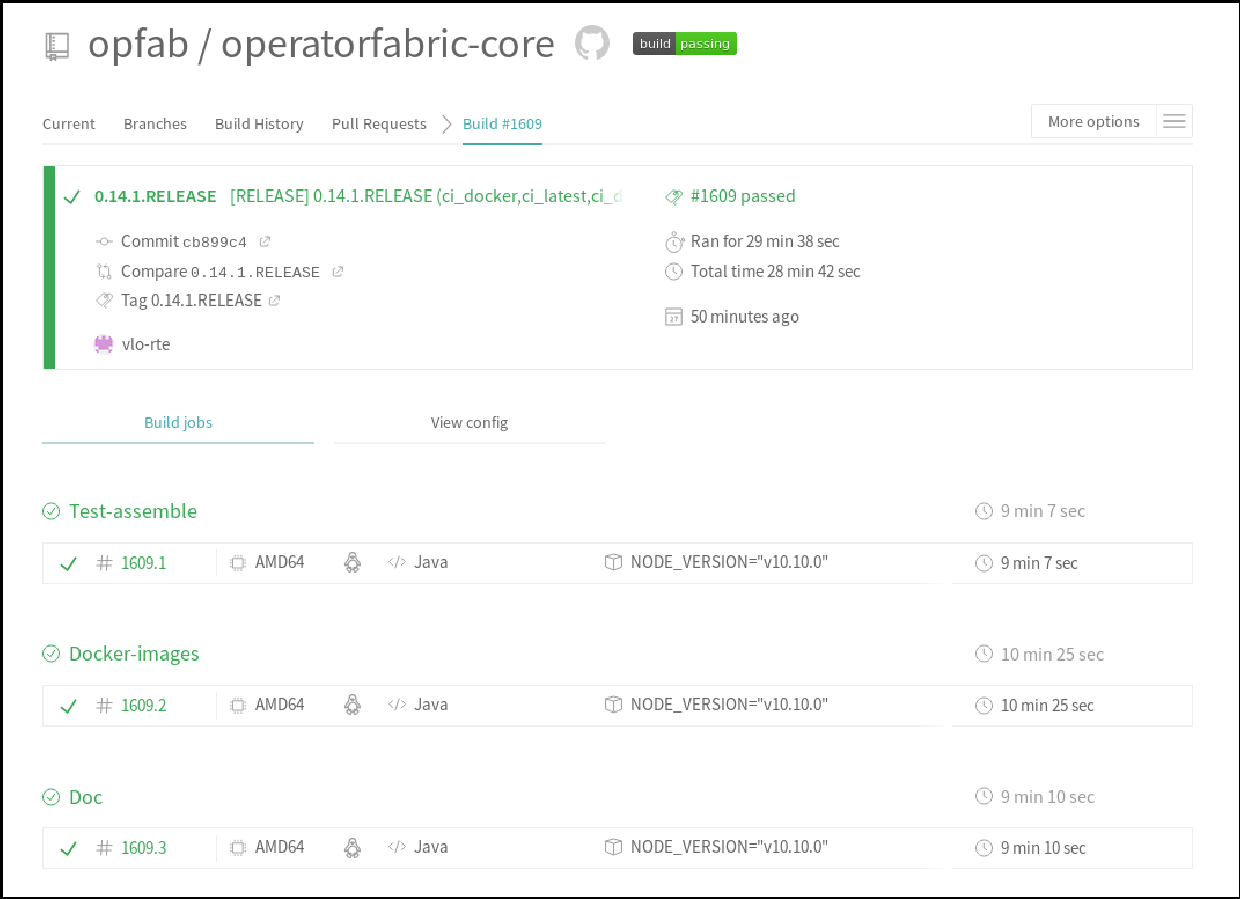 opfab / operatorfabric-core build passing
Current Branches Build History Pull Requests Build #1609 More options
0.14.1.RELEASE [RELEASE] 0.14.1.RELEASE (ci_docker,ci_latest,ci_d #1609 passed
Commit cb899c4 Ran for 29 min 38 sec
Compare 0.14.1.RELEASE Total time 28 min 42 sec
Tag 0.14.1.RELEASE
50 minutes ago
vlo-rte
Build jobs View config
Test-assemble 9 min 7 sec
# 1609.1 AMD64 </> Java NODE_VERSION="v10.10.0" 9 min 7 sec
Docker-images 10 min 25 sec
# 1609.2 AMD64 </> Java NODE_VERSION="v10.10.0" 10 min 25 sec
Doc 9 min 10 sec
# 1609.3 AMD64 </> Java NODE_VERSION="v10.10.0" 9 min 10 sec